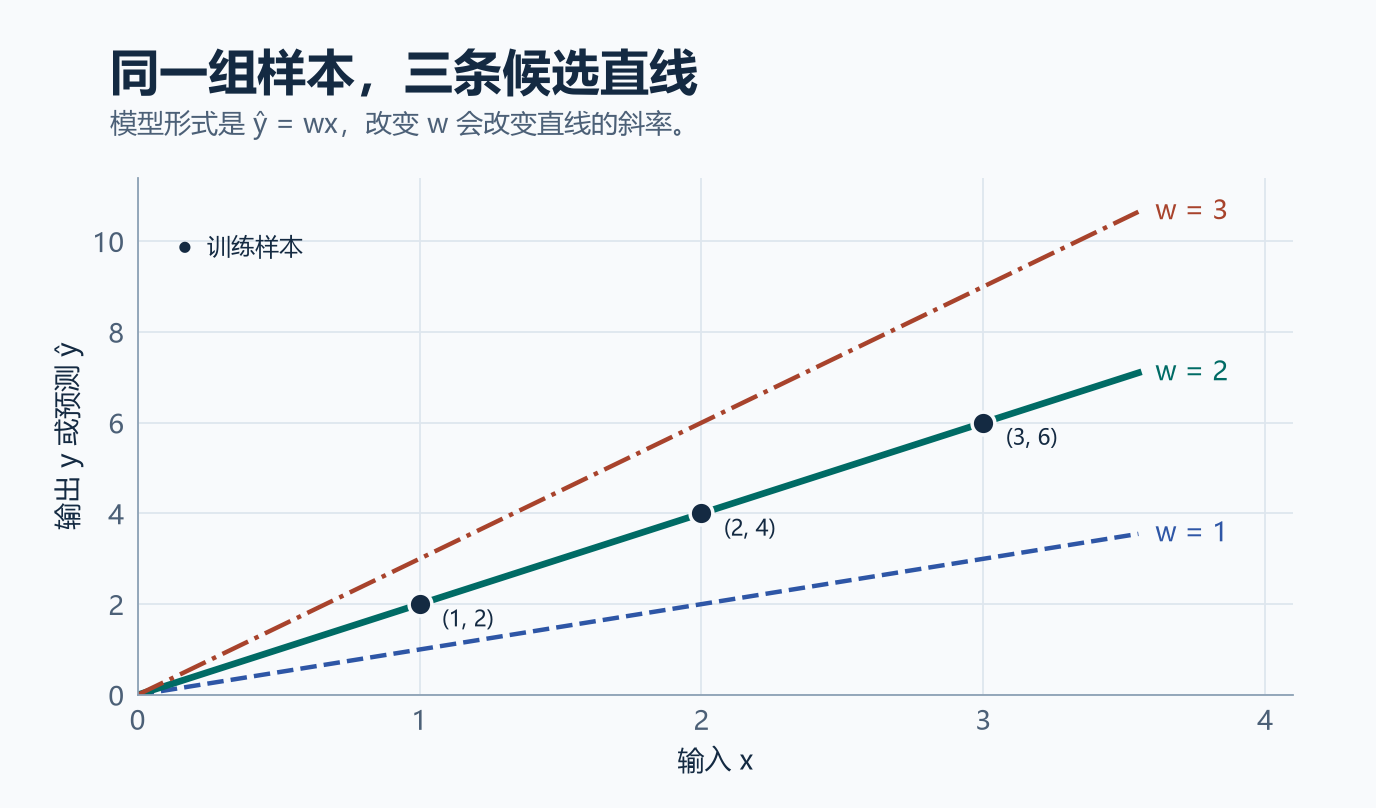 同一组样本，三条候选直线
模型形式是 ŷ = wx，改变 w 会改变直线的斜率。
输出 y 或预测 ŷ
10
8
6
4
2
0
训练样本
w = 3
w = 2
w = 1
(3, 6)
(2, 4)
(1, 2)
0 1 2 3 4
输入 x